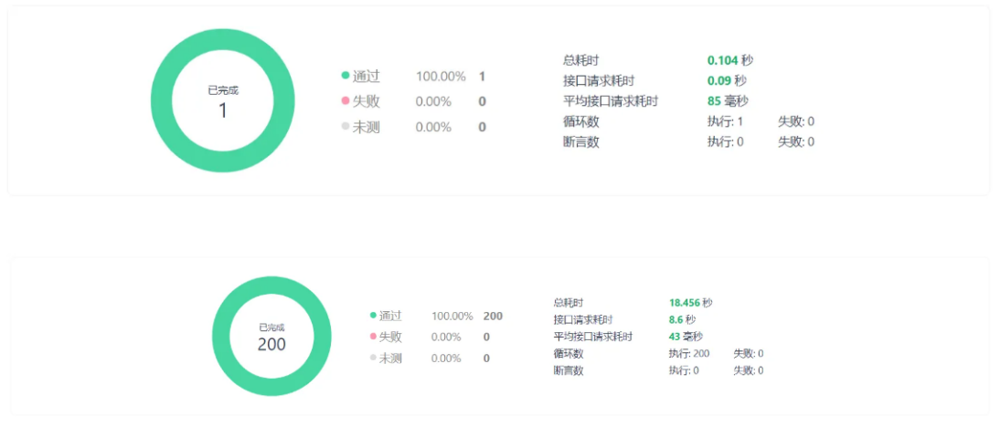 已完成
1
通过 100.00% 1
失败 0.00% 0
未测 0.00% 0
总耗时 0.104 秒
接口请求耗时 0.09 秒
平均接口请求耗时 85 毫秒
循环数 执行: 1 失败: 0
断言数 执行: 0 失败: 0
已完成
200
通过 100.00% 200
失败 0.00% 0
未测 0.00% 0
总耗时 18.456 秒
接口请求耗时 8.6 秒
平均接口请求耗时 43 毫秒
循环数 执行: 200 失败: 0
断言数 执行: 0 失败: 0